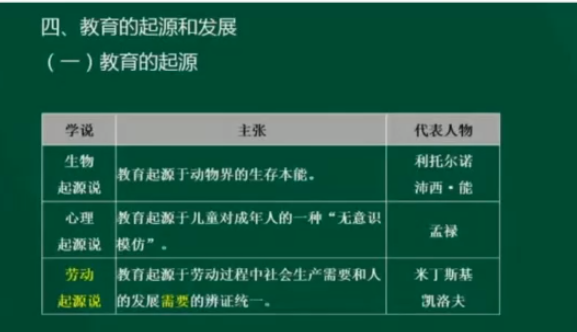 四、教育的起源和发展
（一）教育的起源
学说 主张 代表人物
生物
起源说
教育起源于动物界的生存本能。
利托尔诺
沛西·能
心理
起源说
教育起源于儿童对成年人的一种“无意识
模仿”。
孟禄
劳动
起源说
教育起源于劳动过程中社会生产需要和人
的发展需要的辨证统一。
米丁斯基
凯洛夫